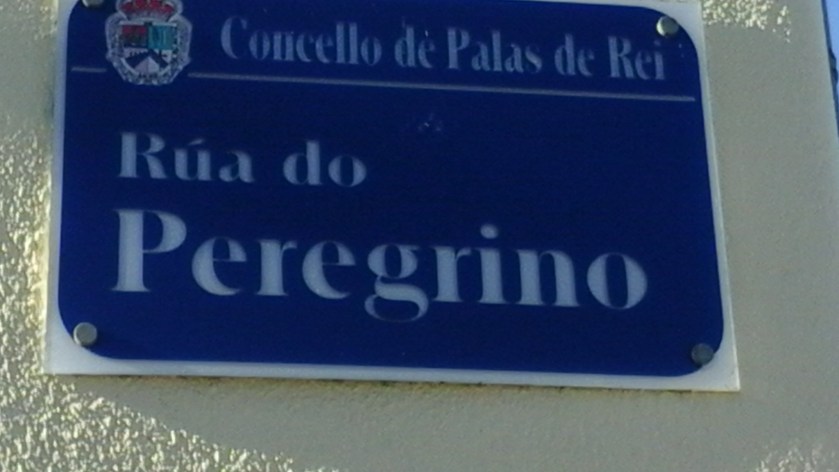 Concello de Palas de Rei
Rúa do
Peregrino